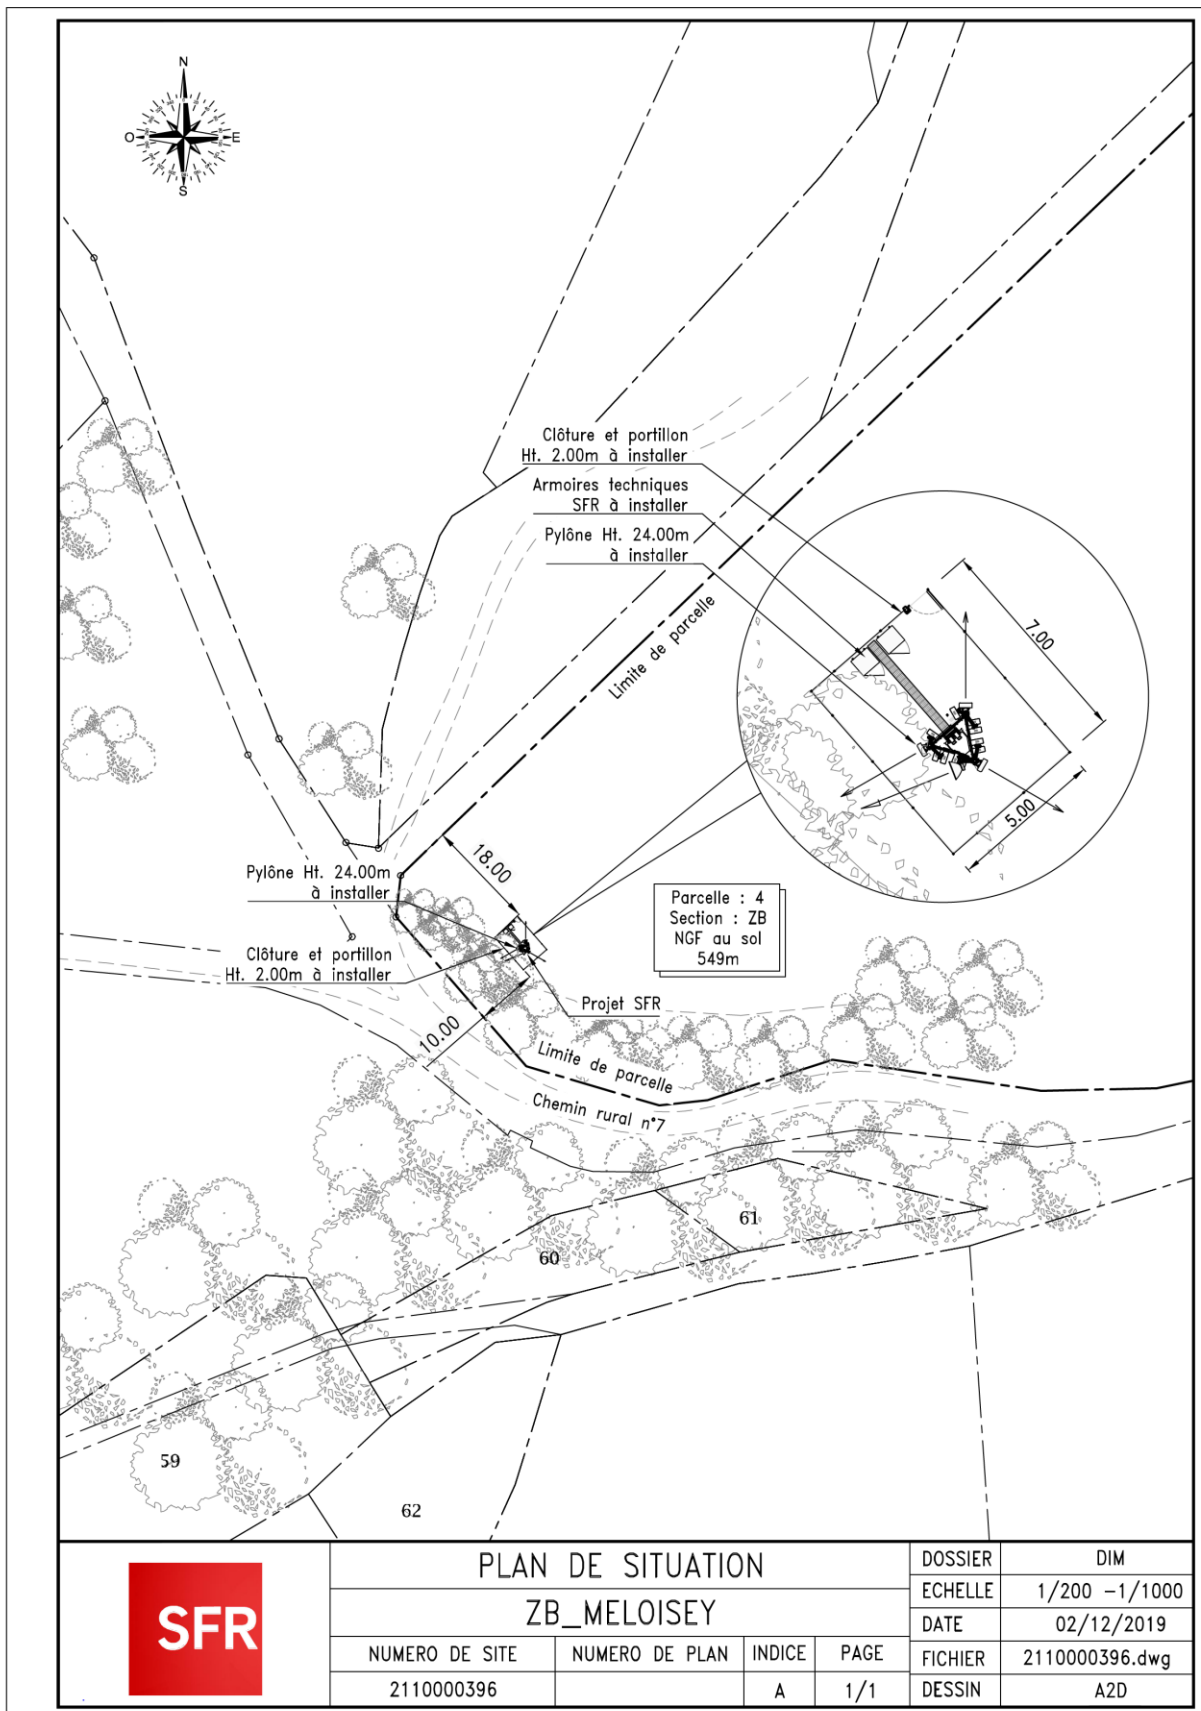 N
O
E
S
Clôture et portillon
Ht. 2.00m à installer
Armoires techniques
SFR à installer
Pylône Ht. 24.00m
à installer
Limite de parcelle
7.00
5.00
18.00
Pylône Ht. 24.00m
à installer
Parcelle : 4
Section : ZB
NGF au sol
549m
Clôture et portillon
Ht. 2.00m à installer
Projet SFR
10.00
Limite de parcelle
Chemin rural n°7
61
60
59
62
SFR
PLAN DE SITUATION
ZB_MELOISEY
NUMERO DE SITE
NUMERO DE PLAN
INDICE
PAGE
2110000396
A
1/1
DOSSIER
DIM
ECHELLE
1/200 -1/1000
DATE
02/12/2019
FICHIER
2110000396.dwg
DESSIN
A2D